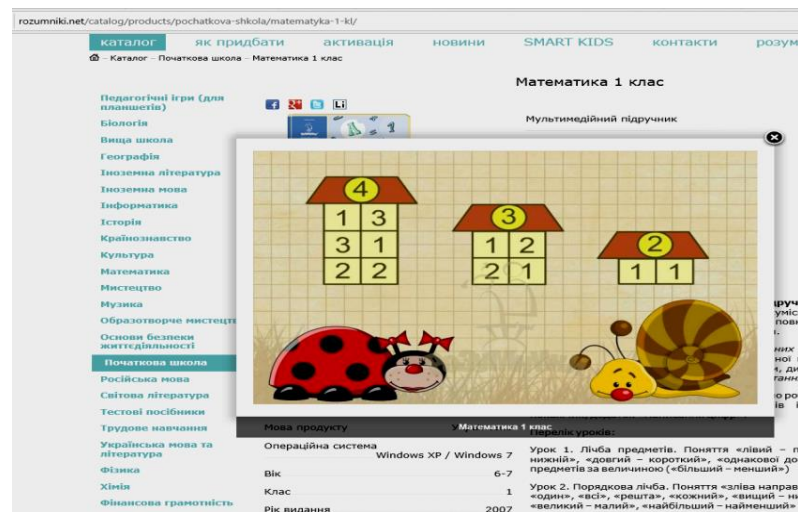 rozumniki.net/catalog/products/pochatkova-shkola/matematyka-1-kl/
каталог як придбати активація новини SMART KIDS контакти розум
Каталог – Початкова школа – Математика 1 клас
Математика 1 клас
Педагогічні ігри (для планшетів)
Біологія
Вища школа
Географія
Іноземна література
Іноземна мова
Інформатика
Історія
Країнознавство
Культура
Математика
Мистецтво
Музика
Образотворче мистецт
Основи безпеки життєдіяльності
Початкова школа
Російська мова
Світова література
Тестові посібники
Трудове навчання
Українська мова та література
Фізика
Хімія
Фінансова грамотність
Мультимедійний підручник
4
1 3
3 1
2 2
3
1 2
2 1
2
1 1
Математика 1 клас
Мова продукту
Операційна система
Windows XP / Windows 7
Вік 6-7
Клас 1
Рік видання 2007
Перелік уроків:
Урок 1. Лічба предметів. Поняття «лівий – п
нижній», «довгий – короткий», «однакової до
предметів за величиною («більший – менший»)
Урок 2. Порядкова лічба. Поняття «зліва направ
«один», «всі», «решта», «кожний», «вищий – ни
«великий – малий», «найбільший – найменший»